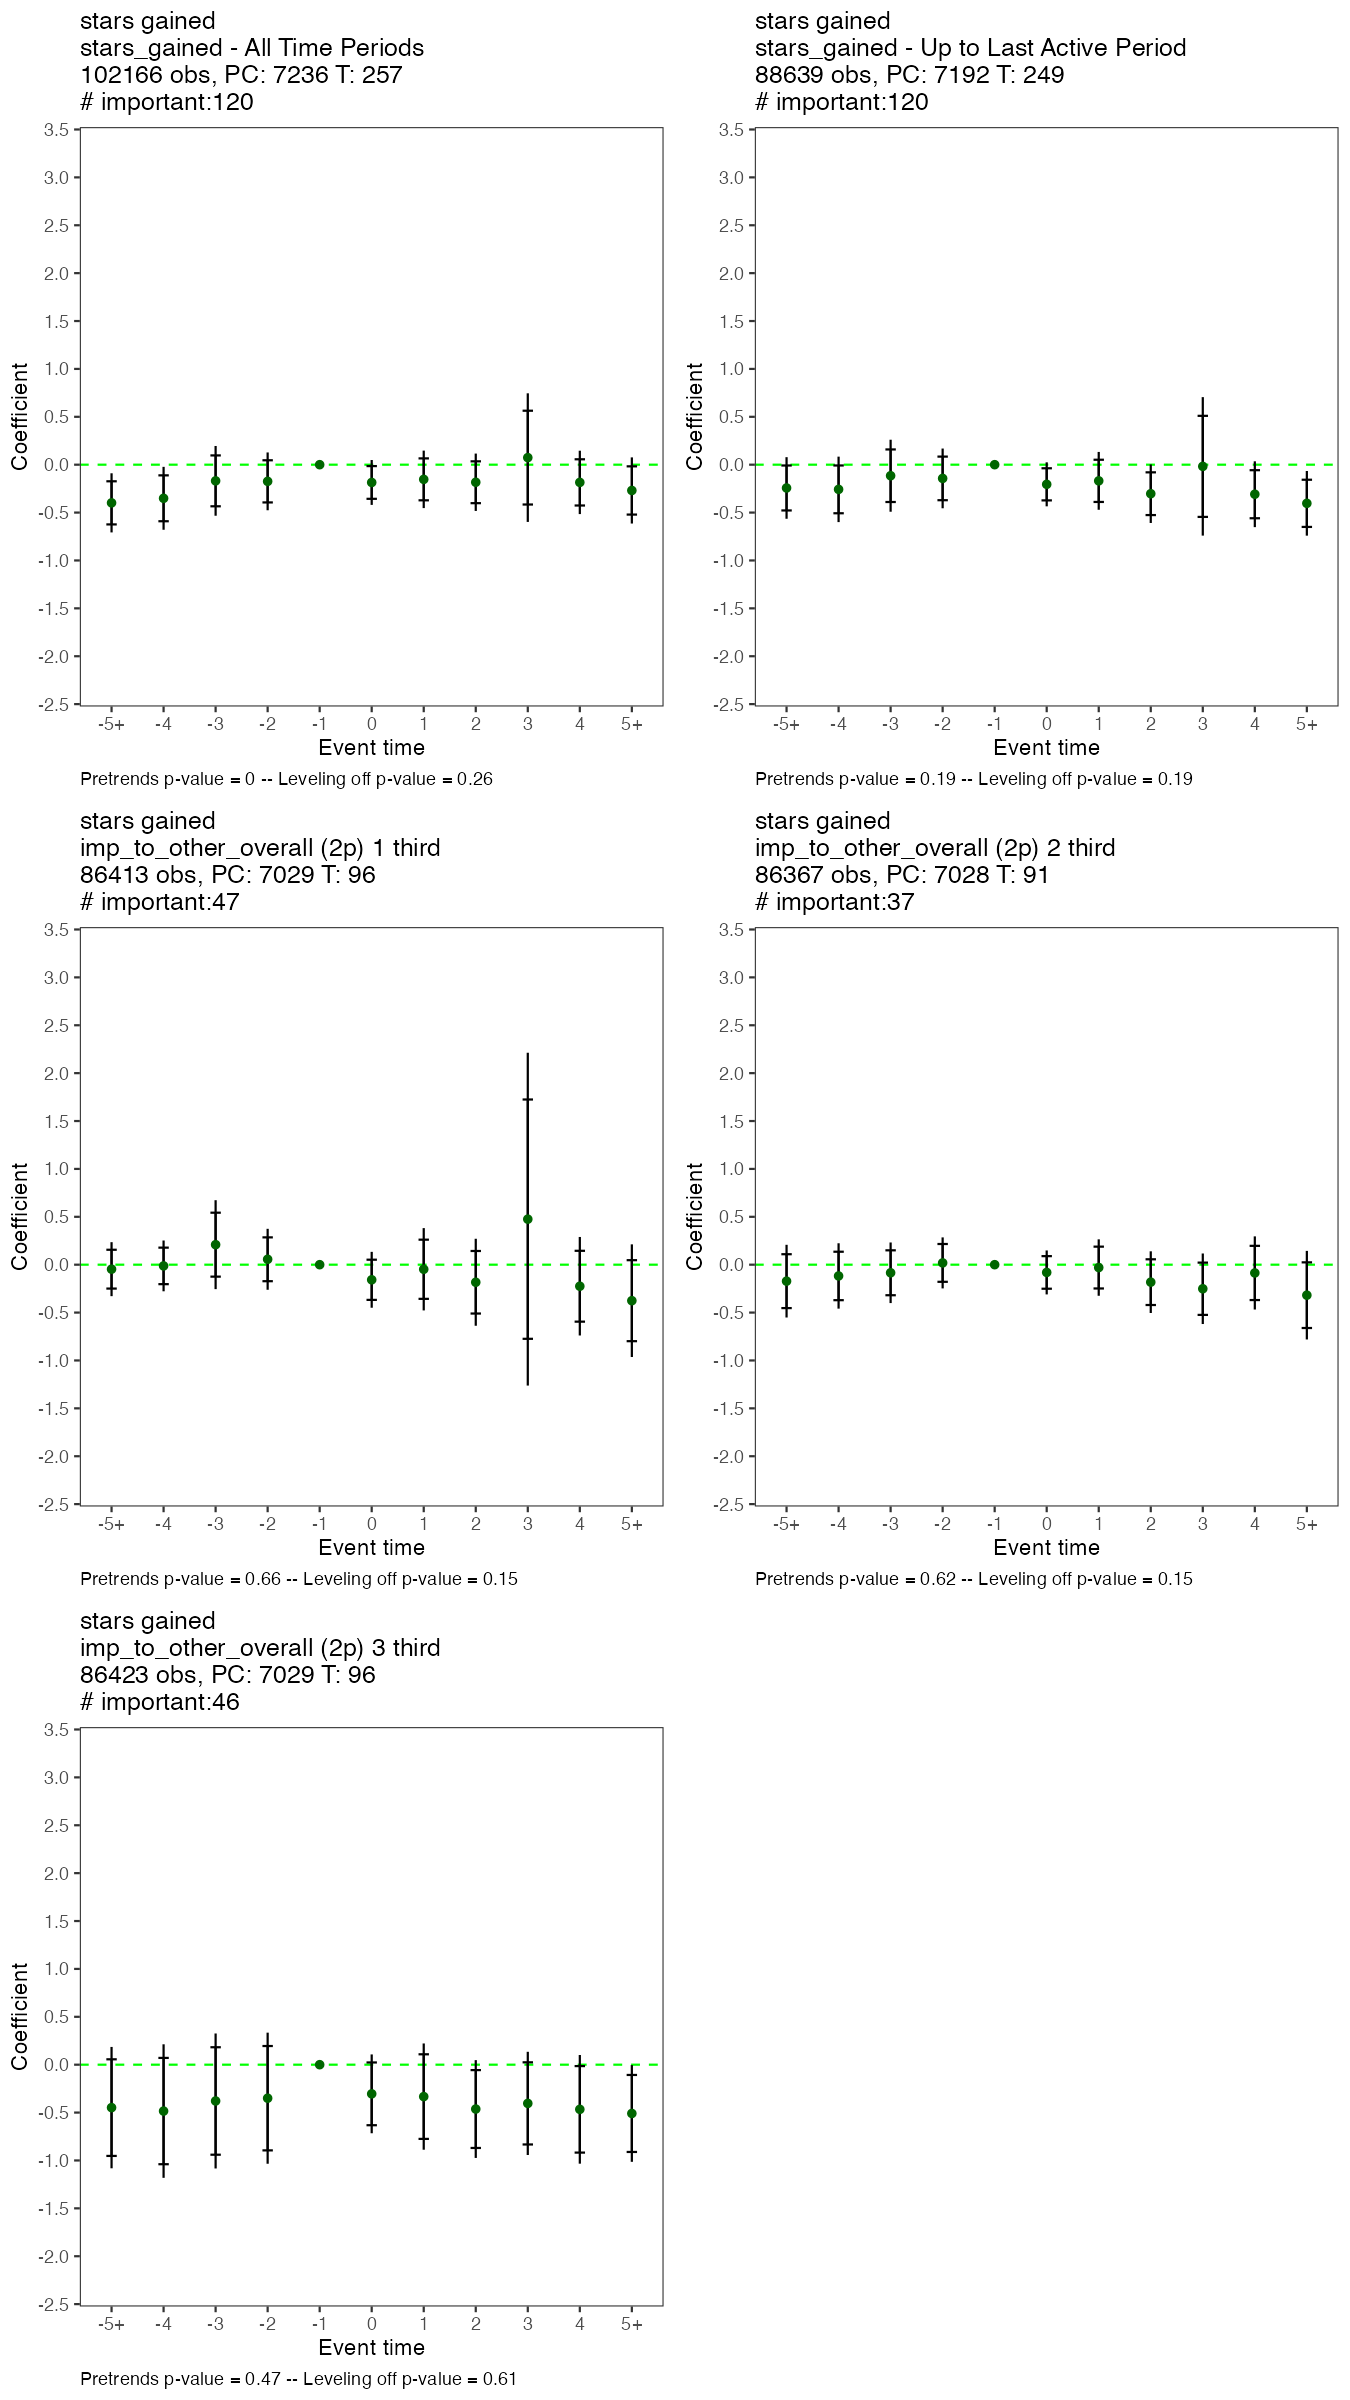 stars gained
stars_gained - All Time Periods
102166 obs, PC: 7236 T: 257
# important:120
3.5
3.0
2.5
2.0
1.5
1.0
0.5
0.0
-0.5
-1.0
-1.5
-2.0
-2.5
Coefficient
-5+ -4 -3 -2 -1 0 1 2 3 4 5+
Event time
Pretrends p-value = 0 -- Leveling off p-value = 0.26
stars gained
stars_gained - Up to Last Active Period
88639 obs, PC: 7192 T: 249
# important:120
3.5
3.0
2.5
2.0
1.5
1.0
0.5
0.0
-0.5
-1.0
-1.5
-2.0
-2.5
Coefficient
-5+ -4 -3 -2 -1 0 1 2 3 4 5+
Event time
Pretrends p-value = 0.19 -- Leveling off p-value = 0.19
stars gained
imp_to_other_overall (2p) 1 third
86413 obs, PC: 7029 T: 96
# important:47
3.5
3.0
2.5
2.0
1.5
1.0
0.5
0.0
-0.5
-1.0
-1.5
-2.0
-2.5
Coefficient
-5+ -4 -3 -2 -1 0 1 2 3 4 5+
Event time
Pretrends p-value = 0.66 -- Leveling off p-value = 0.15
stars gained
imp_to_other_overall (2p) 2 third
86367 obs, PC: 7028 T: 91
# important:37
3.5
3.0
2.5
2.0
1.5
1.0
0.5
0.0
-0.5
-1.0
-1.5
-2.0
-2.5
Coefficient
-5+ -4 -3 -2 -1 0 1 2 3 4 5+
Event time
Pretrends p-value = 0.62 -- Leveling off p-value = 0.15
stars gained
imp_to_other_overall (2p) 3 third
86423 obs, PC: 7029 T: 96
# important:46
3.5
3.0
2.5
2.0
1.5
1.0
0.5
0.0
-0.5
-1.0
-1.5
-2.0
-2.5
Coefficient
-5+ -4 -3 -2 -1 0 1 2 3 4 5+
Event time
Pretrends p-value = 0.47 -- Leveling off p-value = 0.61